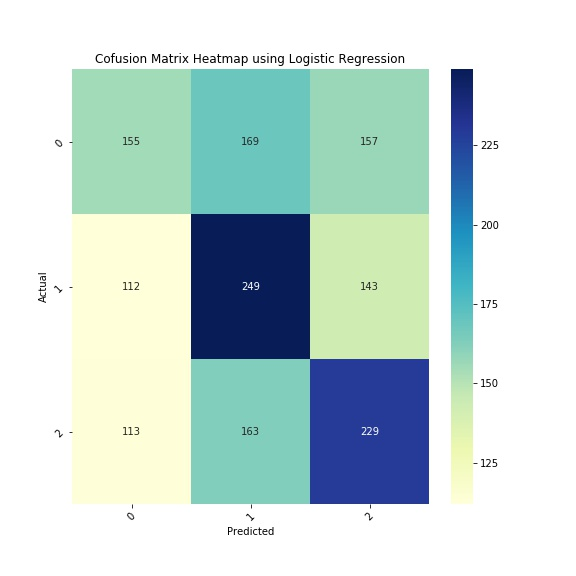 Cofusion Matrix Heatmap using Logistic Regression
0 155 169 157
1 112 249 143
2 113 163 229
0 1 2
Actual
Predicted
225
200
175
150
125